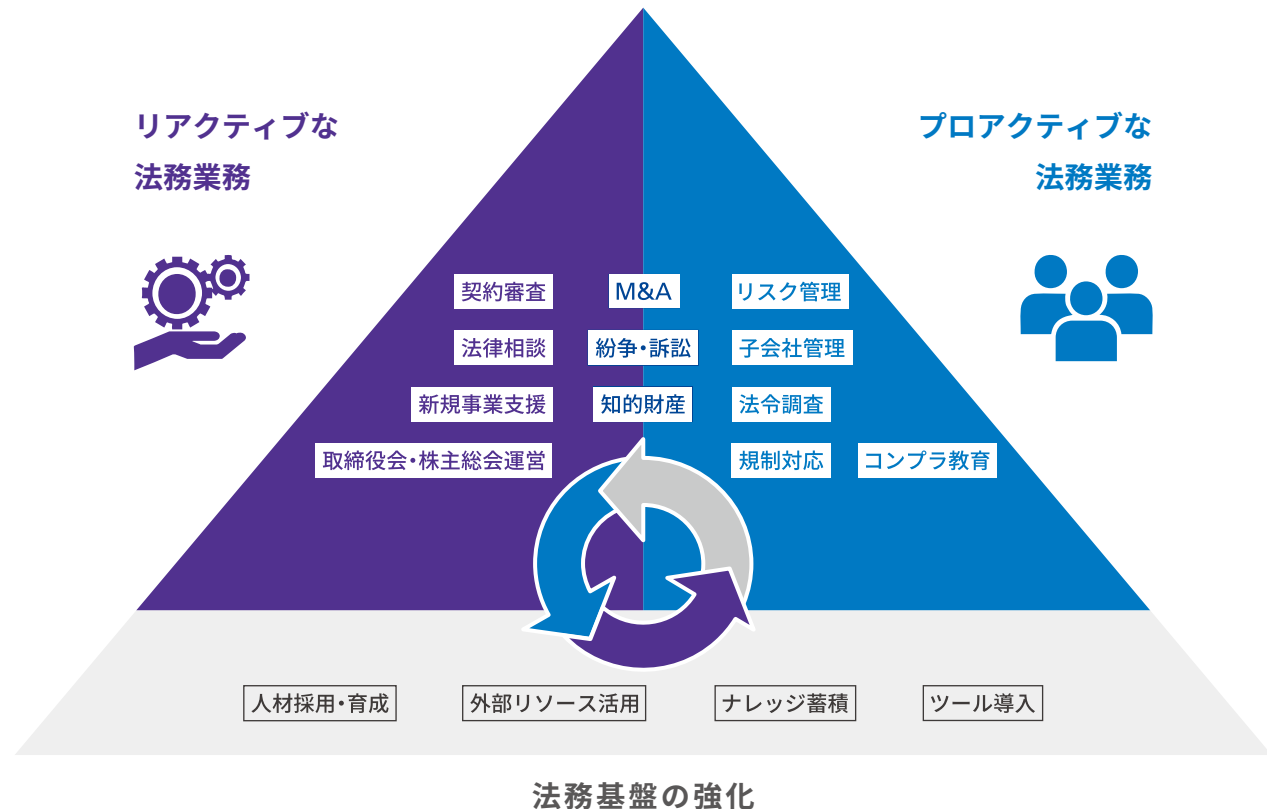 リアクティブな
法務業務
プロアクティブな
法務業務
契約審査
M&A
リスク管理
法律相談
紛争・訴訟
子会社管理
新規事業支援
知的財産
法令調査
取締役会・株主総会運営
規制対応
コンプラ教育
人材採用・育成
外部リソース活用
ナレッジ蓄積
ツール導入
法務基盤の強化